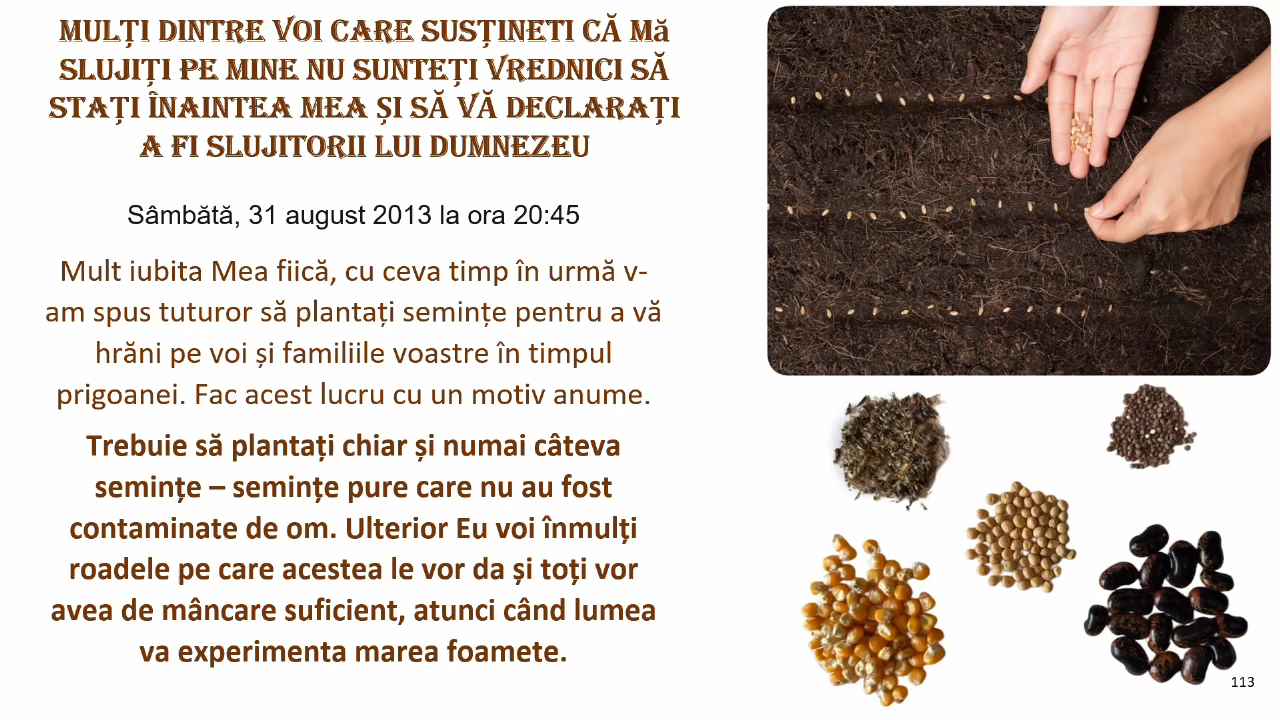 MULȚI DINTRE VOI CARE SUSȚINETI CĂ Mă
SLUJIȚI PE MINE NU SUNTEȚI VREDNICI SĂ
STAȚI ÎNAINTEA MEA ȘI SĂ VĂ DECLARAȚI
A FI SLUJITORII LUI DUMNEZEU
Sâmbătă, 31 august 2013 la ora 20:45
Mult iubita Mea fiică, cu ceva timp în urmă v-
am spus tuturor să plantați semințe pentru a vă
hrăni pe voi și familiile voastre în timpul
prigoanei. Fac acest lucru cu un motiv anume.
Trebuie să plantați chiar și numai câteva
semințe – semințe pure care nu au fost
contaminate de om. Ulterior Eu voi înmulți
roadele pe care acestea le vor da și toți vor
avea de mâncare suficient, atunci când lumea
va experimenta marea foamete.
113